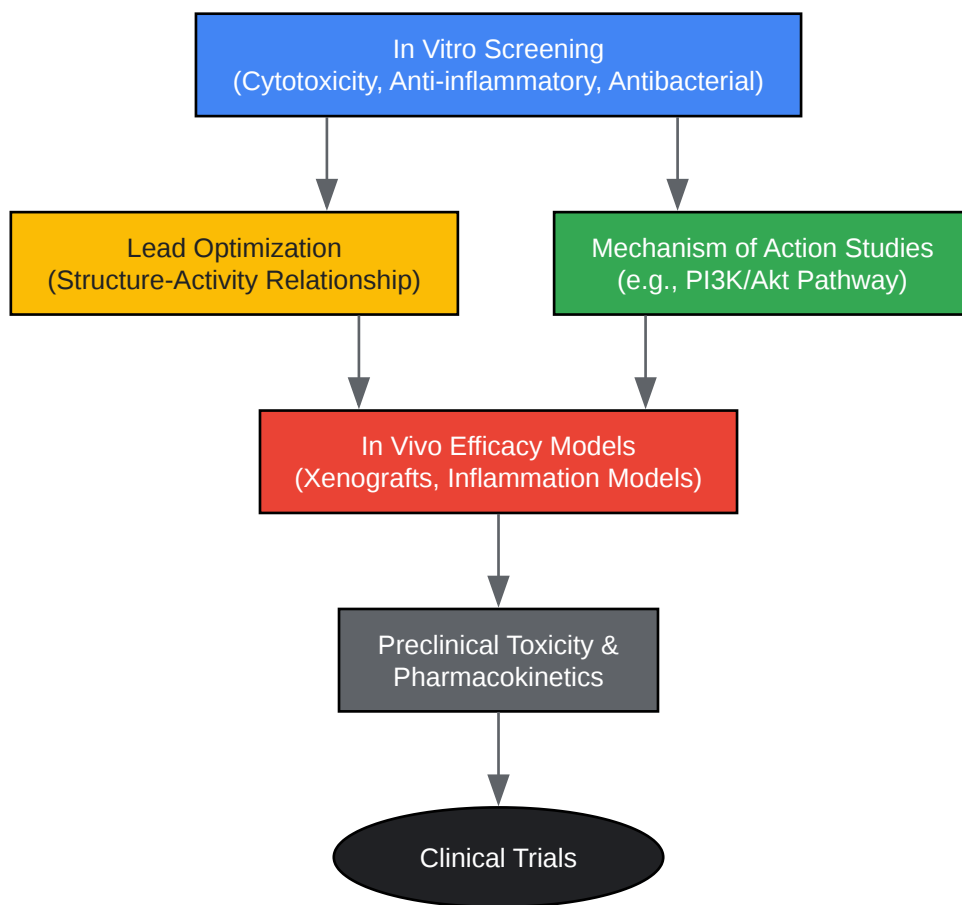 In Vitro Screening
(Cytotoxicity, Anti-inflammatory, Antibacterial)
Lead Optimization
(Structure-Activity Relationship)
Mechanism of Action Studies
(e.g., PI3K/Akt Pathway)
In Vivo Efficacy Models
(Xenografts, Inflammation Models)
Preclinical Toxicity &
Pharmacokinetics
Clinical Trials